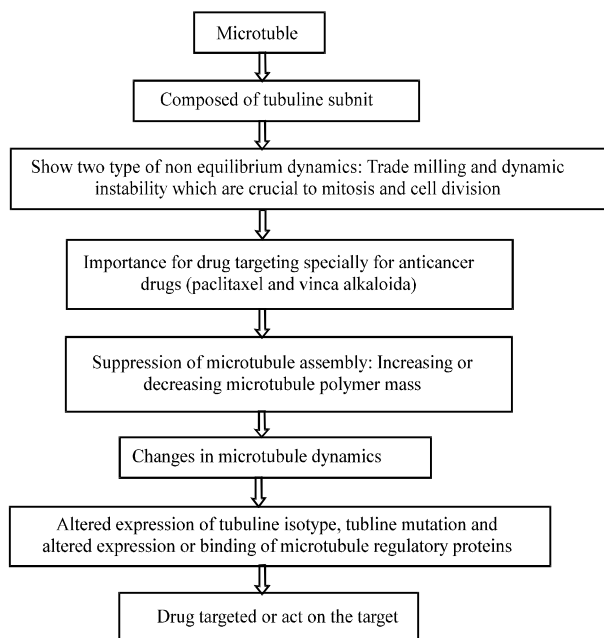 Microtuble
Composed of tubuline subnit
Show two type of non equilibrium dynamics: Trade milling and dynamic
instability which are crucial to mitosis and cell division
Importance for drug targeting specially for anticancer
drugs (paclitaxel and vinca alkaloida)
Suppression of microtubule assembly: Increasing or
decreasing microtubule polymer mass
Changes in microtubule dynamics
Altered expression of tubuline isotype, tubline mutation and
altered expression or binding of microtubule regulatory proteins
Drug targeted or act on the target